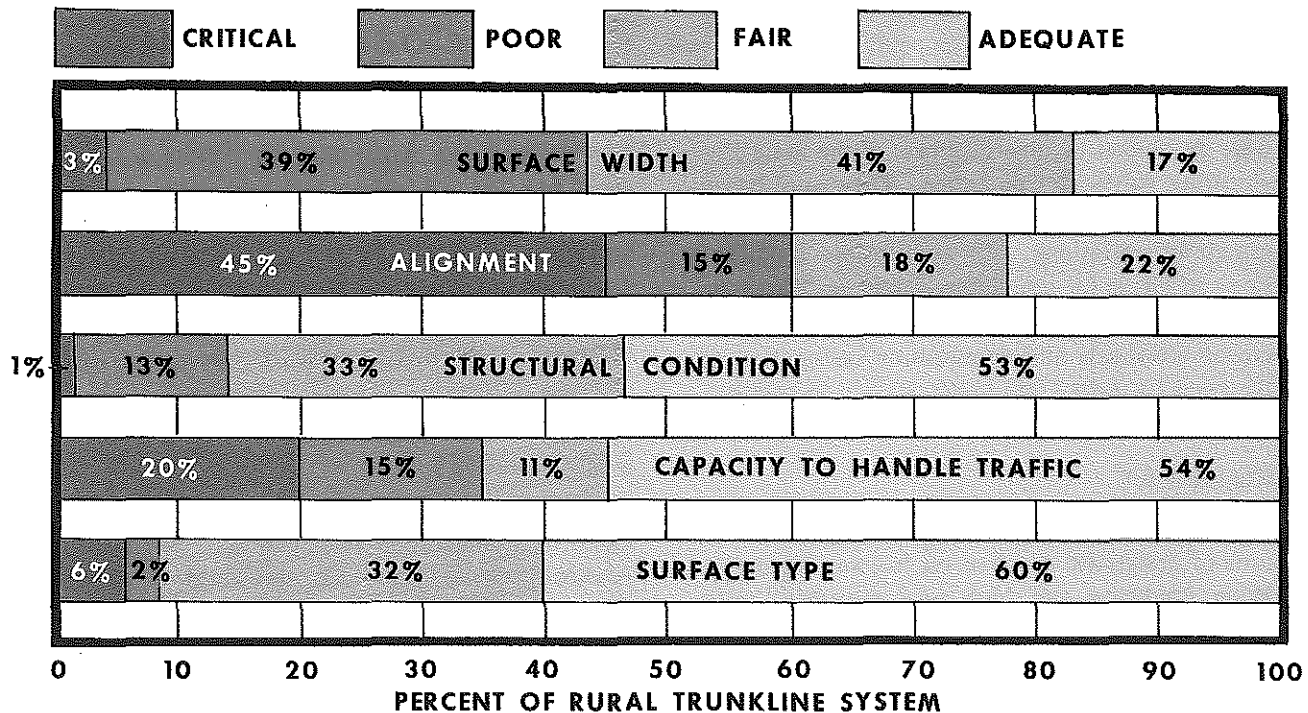 CRITICAL POOR FAIR ADEQUATE
3% 39% SURFACE WIDTH 41% 17%
45% ALIGNMENT 15% 18% 22%
1% 13% 33% STRUCTURAL CONDITION 53%
20% 15% 11% CAPACITY TO HANDLE TRAFFIC 54%
6% 2% 32% SURFACE TYPE 60%
0 10 20 30 40 50 60 70 80 90 100
PERCENT OF RURAL TRUNKLINE SYSTEM